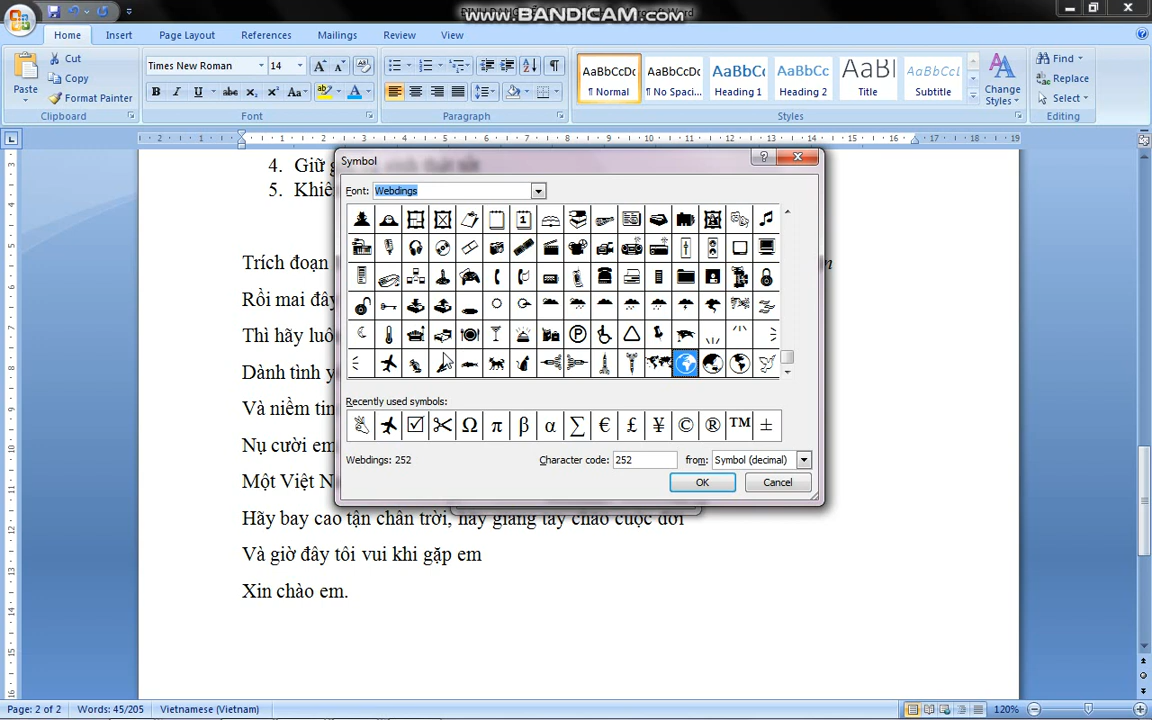 www.BANDICAM.com
Home Insert Page Layout References Mailings Review View
Cut
Copy
Format Painter
Paste
Clipboard
Times New Roman 14
Font
Paragraph
AaBbCcDc AaBbCcDc AaBbCc AaBbCc AaBl AaBbCcL
¶ Normal ¶ No Spaci... Heading 1 Heading 2 Title Subtitle
Change Styles
Styles
Find
Replace
Select
Editing
4. Giữ
5. Khiê
Trích đoạn
Rồi mai đây
Thì hãy luô
Dành tình y
Và niềm tin
Nụ cười em
Một Việt N
Hãy bay cao tận chân trời, hãy giang tay chào cuộc đời
Và giờ đây tôi vui khi gặp em
Xin chào em.
Symbol
Font: Webdings
Recently used symbols:
Ω π β α ∑ € £ ¥ © ® ™ ±
Webdings: 252
Character code: 252
from: Symbol (decimal)
OK Cancel
Page: 2 of 2 Words: 45/205 Vietnamese (Vietnam) 120%